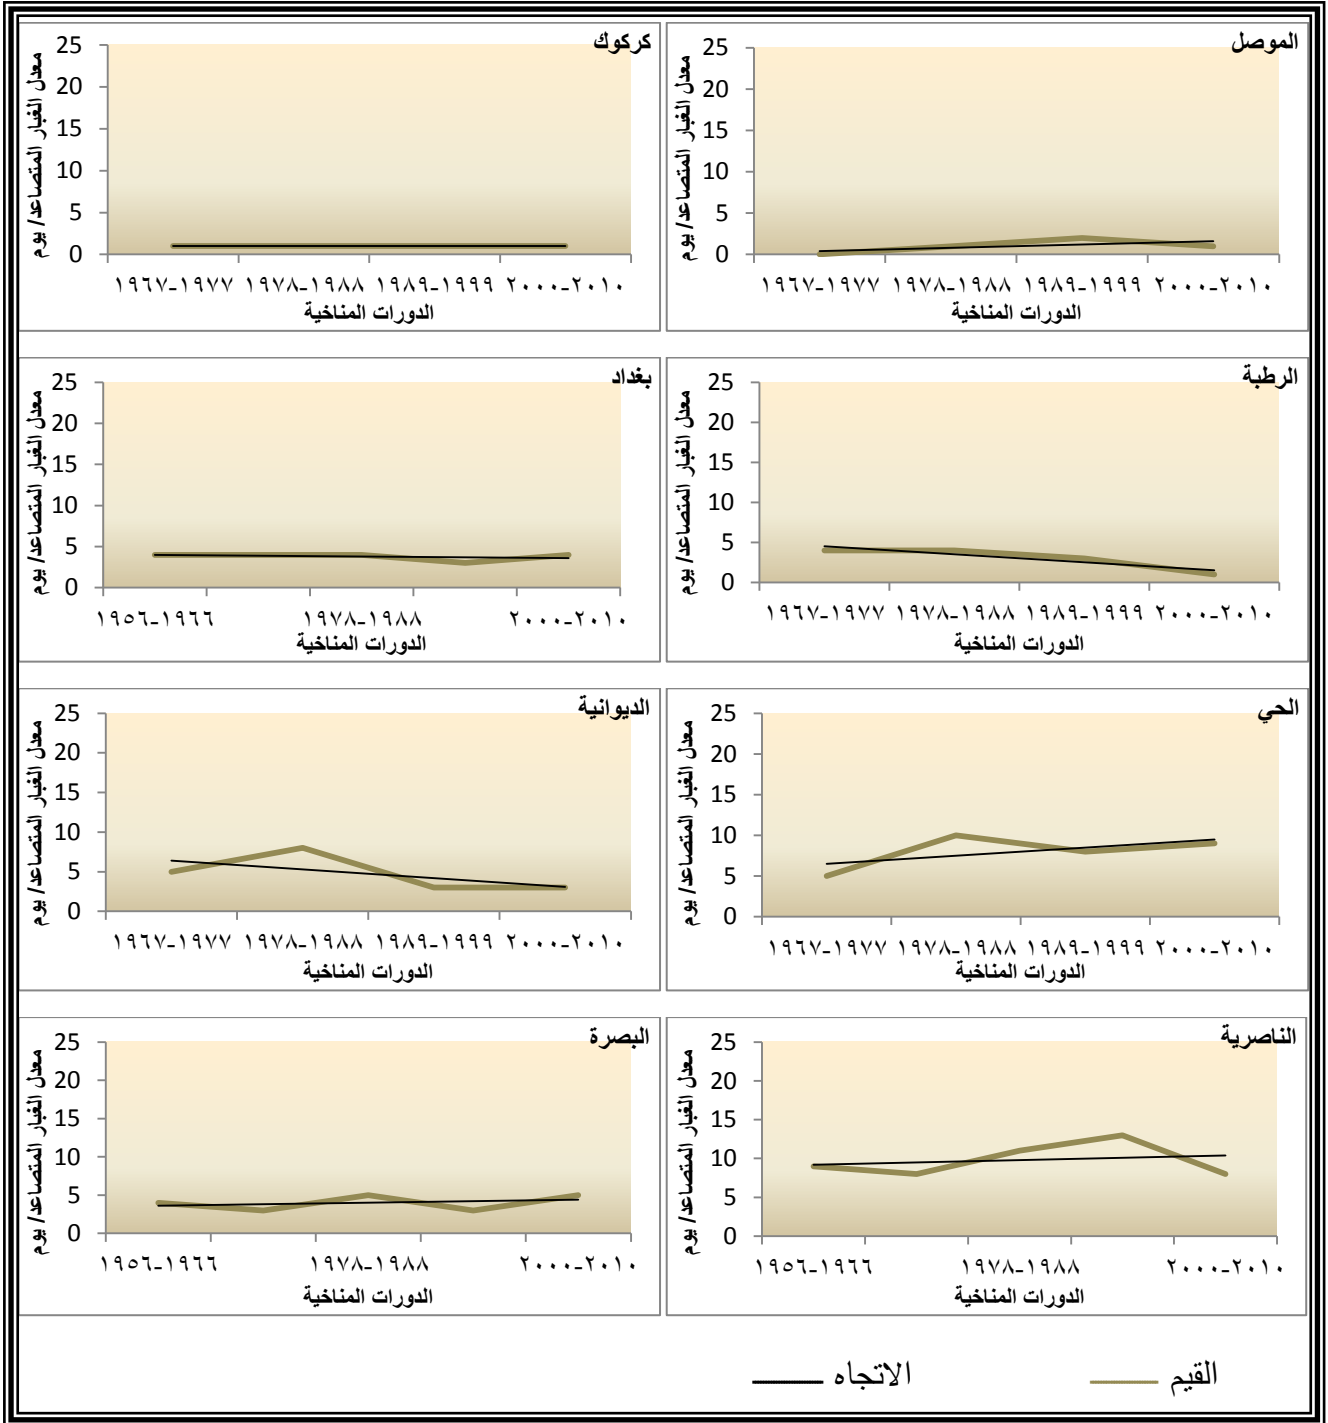 الموصل
معدل الغبار المتصاعد/ يوم
25
20
15
10
5
0
١٩٦٧-١٩٧٧ ١٩٧٨-١٩٨٨ ١٩٨٩-١٩٩٩ ٢٠٠٠-٢٠١٠
الدورات المناخية
كركوك
معدل الغبار المتصاعد/ يوم
25
20
15
10
5
0
١٩٦٧-١٩٧٧ ١٩٧٨-١٩٨٨ ١٩٨٩-١٩٩٩ ٢٠٠٠-٢٠١٠
الدورات المناخية
الرطبة
معدل الغبار المتصاعد/ يوم
25
20
15
10
5
0
١٩٦٧-١٩٧٧ ١٩٧٨-١٩٨٨ ١٩٨٩-١٩٩٩ ٢٠٠٠-٢٠١٠
الدورات المناخية
بغداد
معدل الغبار المتصاعد/ يوم
25
20
15
10
5
0
١٩٥٦-١٩٦٦ ١٩٧٨-١٩٨٨ ٢٠٠٠-٢٠١٠
الدورات المناخية
الحي
معدل الغبار المتصاعد/ يوم
25
20
15
10
5
0
١٩٦٧-١٩٧٧ ١٩٧٨-١٩٨٨ ١٩٨٩-١٩٩٩ ٢٠٠٠-٢٠١٠
الدورات المناخية
الديوانية
معدل الغبار المتصاعد/ يوم
25
20
15
10
5
0
١٩٦٧-١٩٧٧ ١٩٧٨-١٩٨٨ ١٩٨٩-١٩٩٩ ٢٠٠٠-٢٠١٠
الدورات المناخية
الناصرية
معدل الغبار المتصاعد/ يوم
25
20
15
10
5
0
١٩٥٦-١٩٦٦ ١٩٧٨-١٩٨٨ ٢٠٠٠-٢٠١٠
الدورات المناخية
البصرة
معدل الغبار المتصاعد/ يوم
25
20
15
10
5
0
١٩٥٦-١٩٦٦ ١٩٧٨-١٩٨٨ ٢٠٠٠-٢٠١٠
الدورات المناخية
القيم
الاتجاه